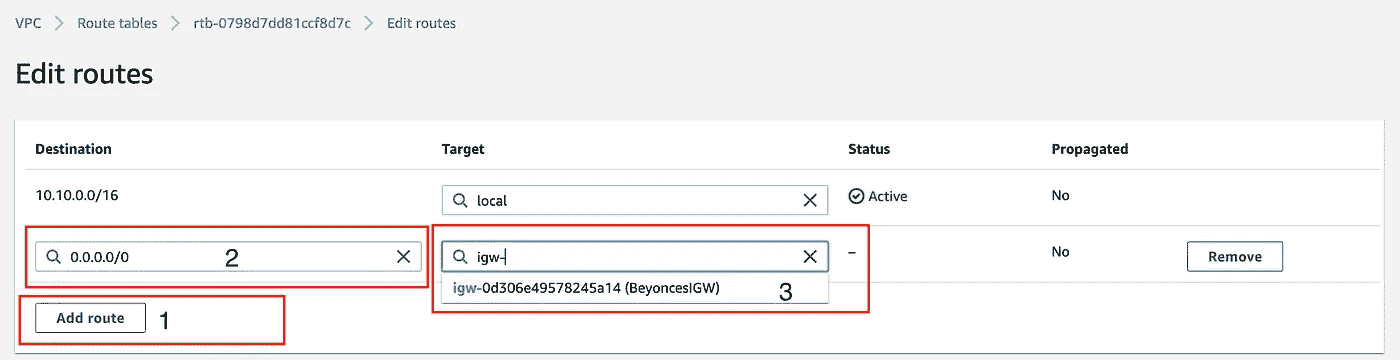 VPC > Route tables > rtb-0798d7dd81ccf8d7c > Edit routes
Edit routes
Destination Target Status Propagated
10.10.0.0/16 local Active No
0.0.0.0/0 2 igw- – No Remove
igw-0d306e49578245a14 (BeyoncesIGW) 3
Add route 1